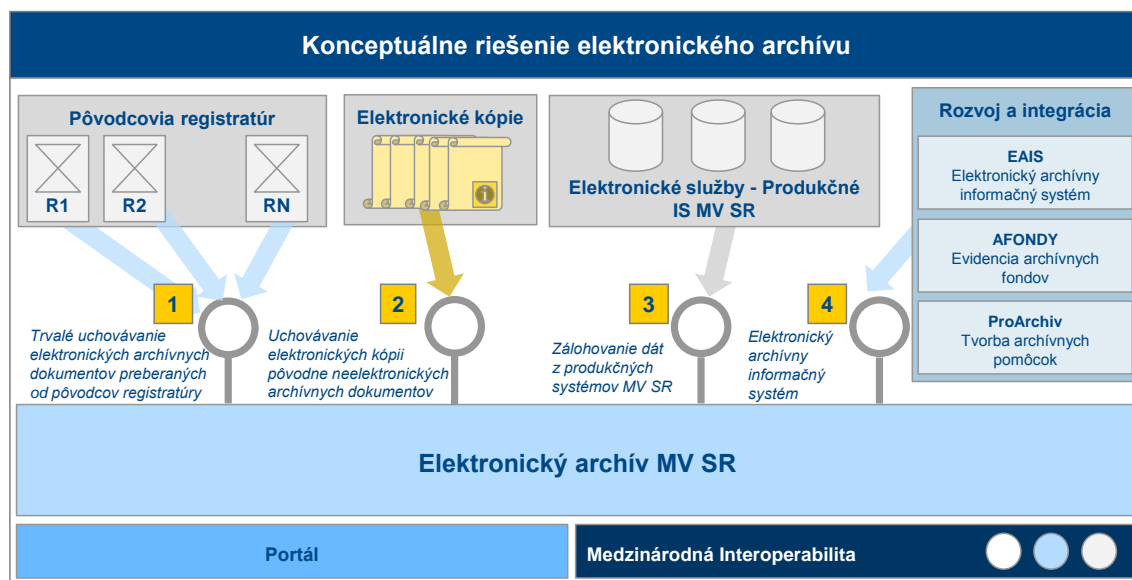 Konceptuálne riešenie elektronického archívu
Pôvodcovia registratúr
R1
R2
RN
Elektronické kópie
Elektronické služby - Produkčné
IS MV SR
Rozvoj a integrácia
EAIS
Elektronický archívny
informačný systém
AFONDY
Evidencia archívnych
fondov
ProArchiv
Tvorba archívnych
pomôcok
1
Trvalé uchovávanie
elektronických archívnych
dokumentov preberaných
od pôvodcov registratúry
2
Uchovávanie
elektronických kópii
pôvodne neelektronických
archívnych dokumentov
3
Zálohovanie dát
z produkčných
systémov MV SR
4
Elektronický
archívny
informačný
systém
Elektronický archív MV SR
Portál
Medzinárodná Interoperabilita